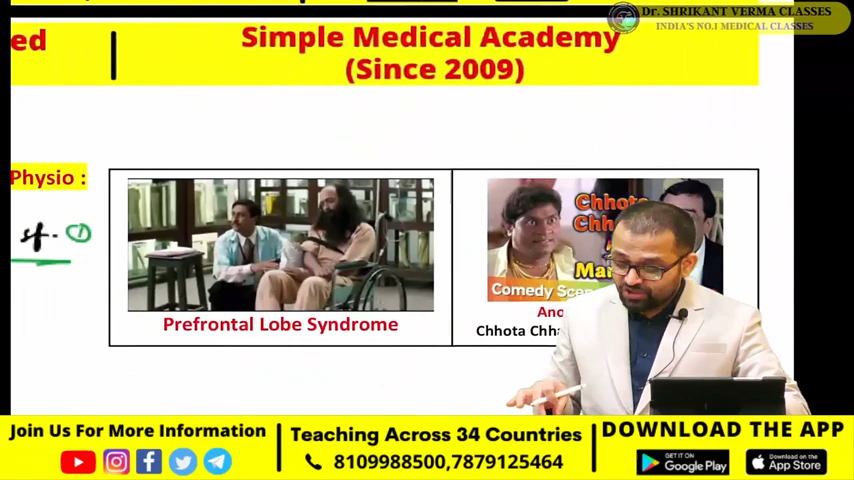 Dr. SHRIKANT VERMA CLASSES
INDIA'S NO.1 MEDICAL CLASSES
ed
Simple Medical Academy
(Since 2009)
Physio :
①
Prefrontal Lobe Syndrome
Chhota
Comedy
Chhota
Join Us For More Information
Teaching Across 34 Countries
8109988500,7879125464
DOWNLOAD THE APP
GET IT ON
Google Play
Download on the
App Store